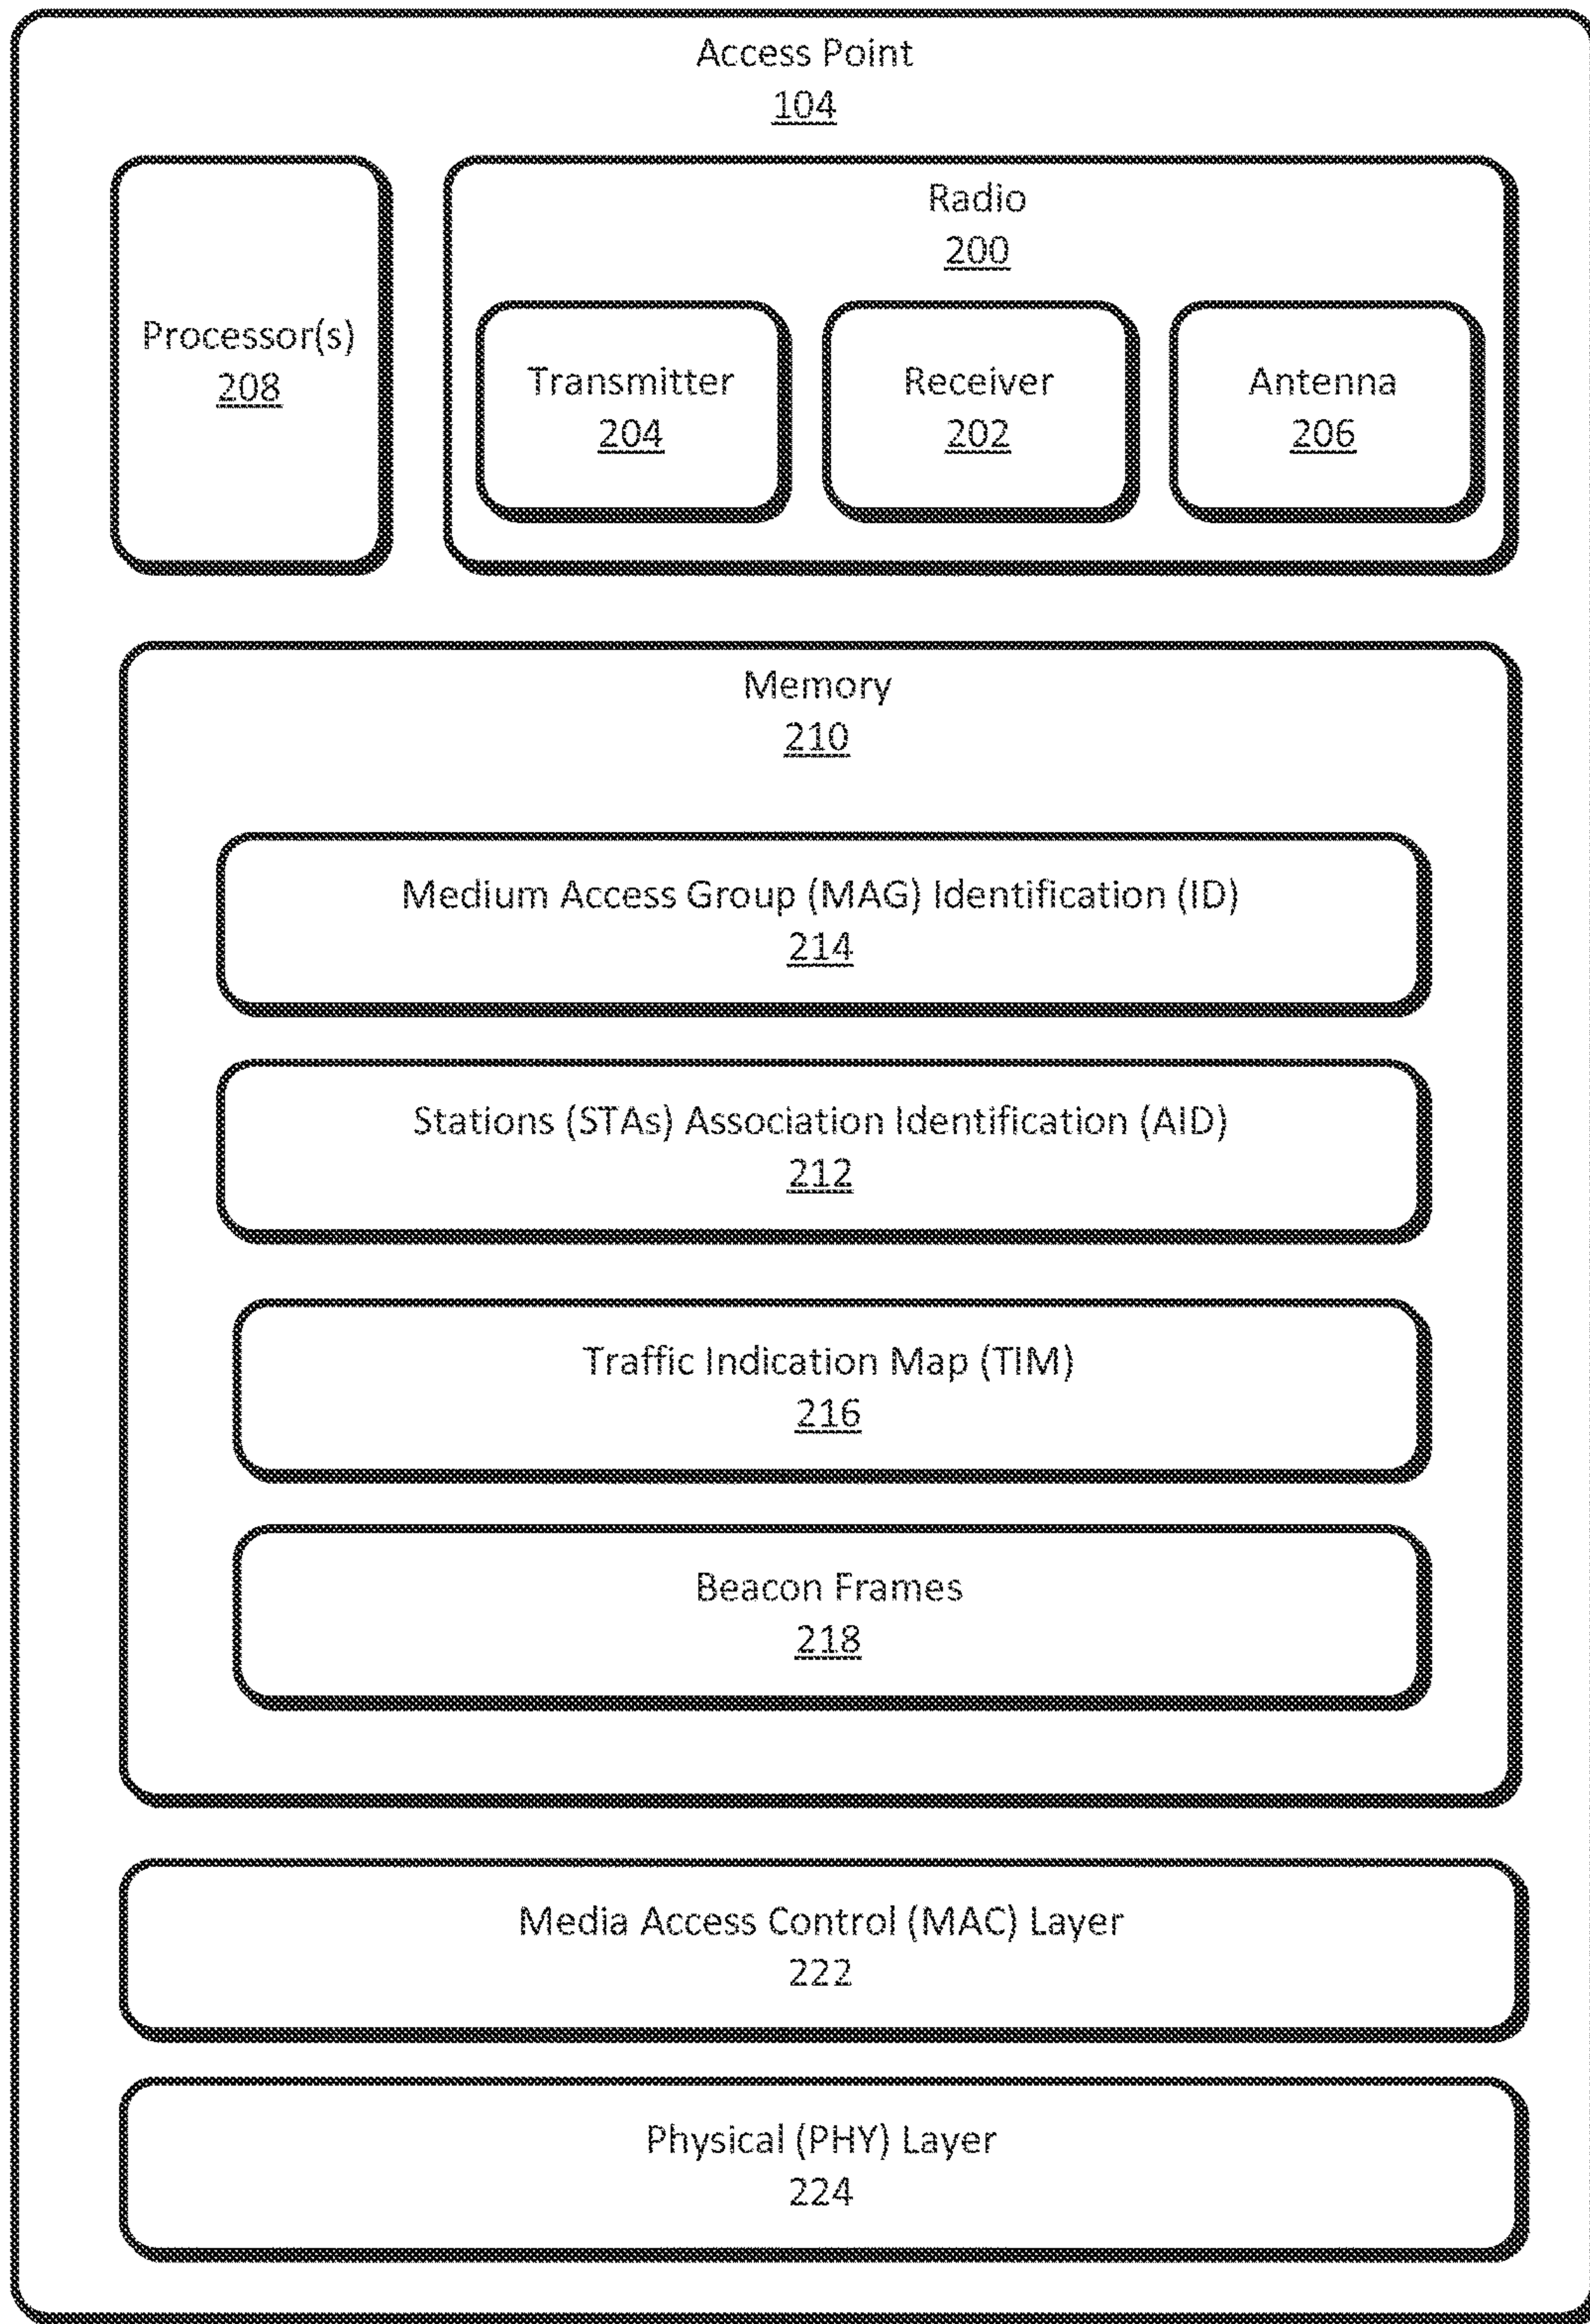 Access Point
104
Processor(s)
208
Radio
200
Transmitter
204
Receiver
202
Antenna
206
Memory
210
Medium Access Group (MAG) Identification (ID)
214
Stations (STAs) Association Identification (AID)
212
Traffic Indication Map (TIM)
216
Beacon Frames
218
Media Access Control (MAC) Layer
222
Physical (PHY) Layer
224